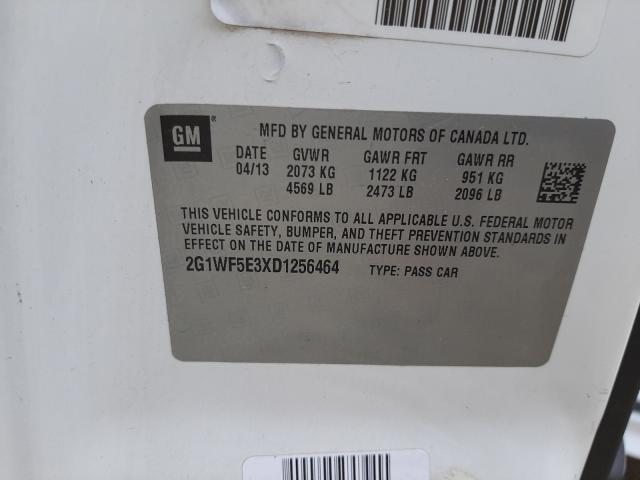 GM
MFD BY GENERAL MOTORS OF CANADA LTD.
DATE GVWR GAWR FRT GAWR RR
04/13 2073 KG 1122 KG 951 KG
4569 LB 2473 LB 2096 LB
THIS VEHICLE CONFORMS TO ALL APPLICABLE U.S. FEDERAL MOTOR
VEHICLE SAFETY, BUMPER, AND THEFT PREVENTION STANDARDS IN
EFFECT ON THE DATE OF MANUFACTURE SHOWN ABOVE.
2G1WF5E3XD1256464 TYPE: PASS CAR